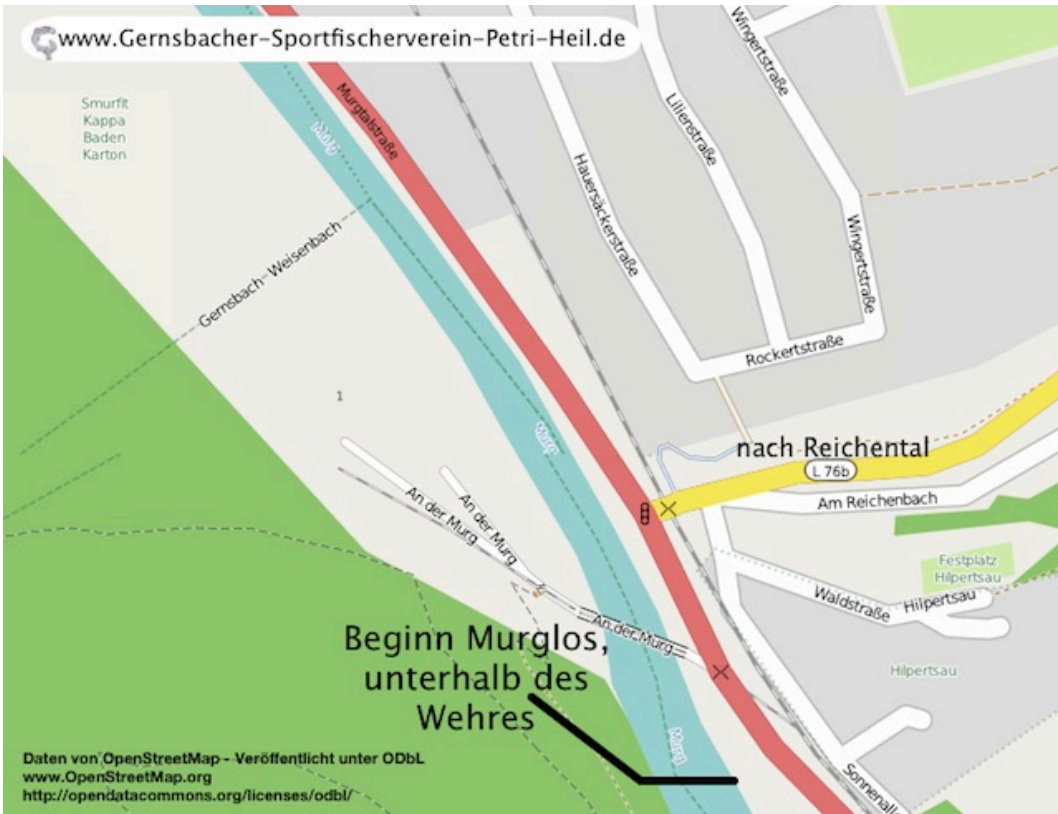 www.Gernsbacher-Sportfischerverein-Petri-Heil.de
Smurfit
Kappa
Baden
Karton
Murg
Murgtalstraße
Hauersäckerstraße
Lilienstraße
Wingertstraße
Wingertstraße
Gernsbach-Weisenbach
Rockertstraße
1
Murg
nach Reichental
L 76b
Am Reichenbach
An der Murg
An der Murg
An der Murg
Festplatz
Hilpertsau
Waldstraße
Hilpertsau
Hilpertsau
Beginn Murglos,
unterhalb des
Wehres
Murg
Sonnenalle
Daten von OpenStreetMap - Veröffentlicht unter ODbL
www.OpenStreetMap.org
http://opendatacommons.org/licenses/odbl/